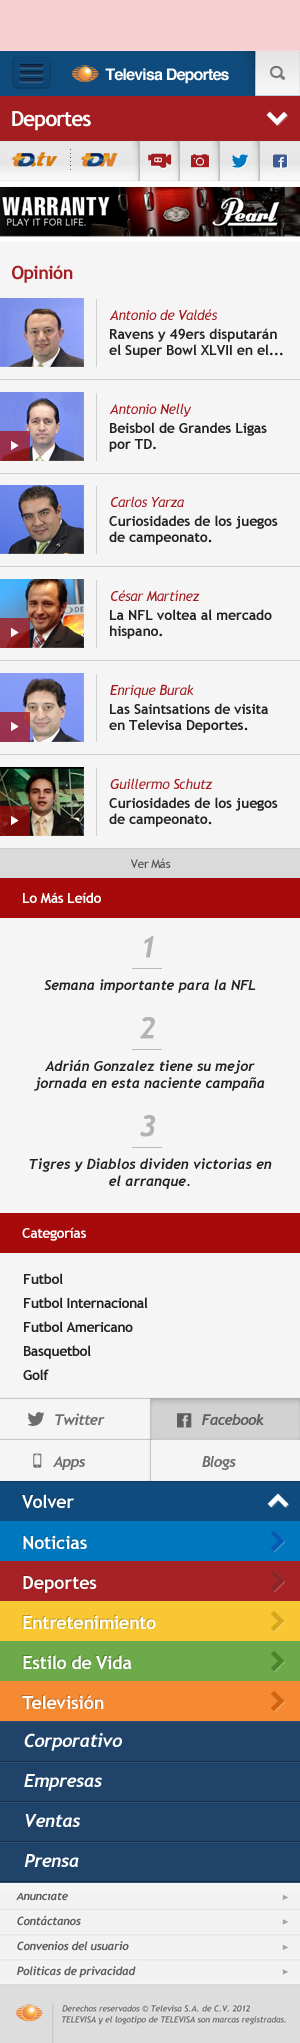 Televisa Deportes
Deportes
TD.tv TDN
WARRANTY
PLAY IT FOR LIFE.
Pearl
Opinión
Antonio de Valdés
Ravens y 49ers disputarán
el Super Bowl XLVII en el...
Antonio Nelly
Beisbol de Grandes Ligas
por TD.
Carlos Yarza
Curiosidades de los juegos
de campeonato.
César Martínez
La NFL voltea al mercado
hispano.
Enrique Burak
Las Saintsations de visita
en Televisa Deportes.
Guillermo Schutz
Curiosidades de los juegos
de campeonato.
Ver Más
Lo Más Leído
1
Semana importante para la NFL
2
Adrián Gonzalez tiene su mejor
jornada en esta naciente campaña
3
Tigres y Diablos dividen victorias en
el arranque.
Categorías
Futbol
Futbol Internacional
Futbol Americano
Basquetbol
Golf
Twitter Facebook
Apps Blogs
Volver
Noticias
Deportes
Entretenimiento
Estilo de Vida
Televisión
Corporativo
Empresas
Ventas
Prensa
Anunciate
Contáctanos
Convenios del usuario
Politicas de privacidad
Derechos reservados © Televisa S.A. de C.V. 2012
TELEVISA y el logotipo de TELEVISA son marcas registradas.